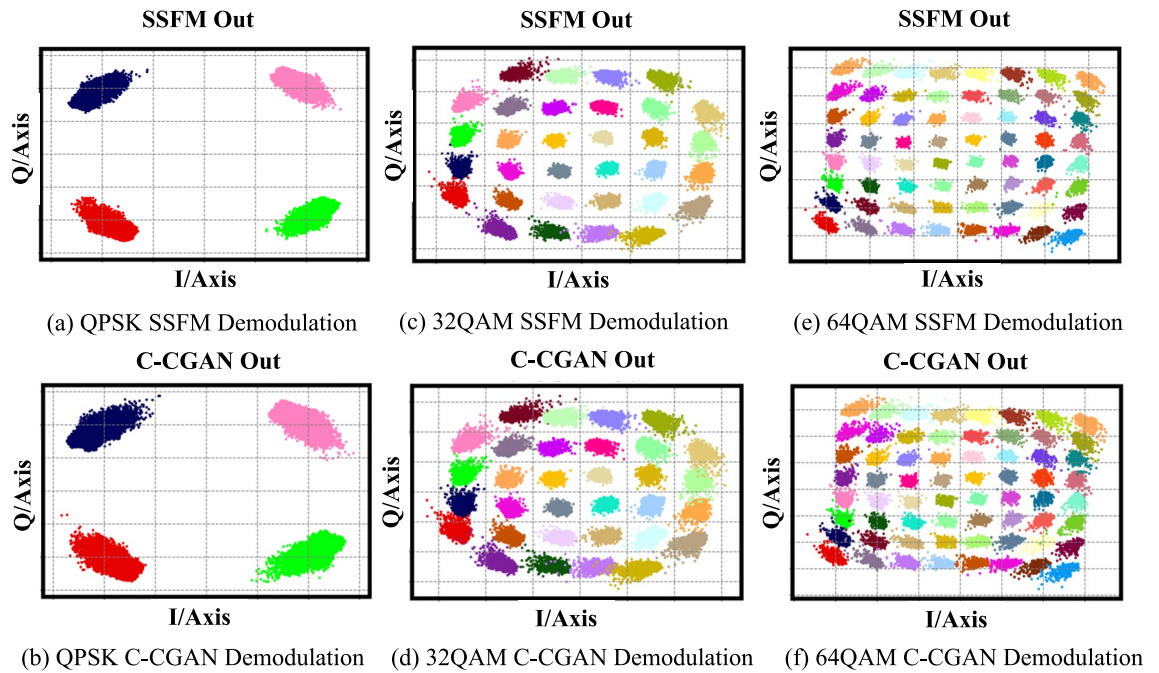 SSFM Out
Q/Axis
I/Axis
(a) QPSK SSFM Demodulation
SSFM Out
Q/Axis
I/Axis
(c) 32QAM SSFM Demodulation
SSFM Out
Q/Axis
I/Axis
(e) 64QAM SSFM Demodulation
C-CGAN Out
Q/Axis
I/Axis
(b) QPSK C-CGAN Demodulation
C-CGAN Out
Q/Axis
I/Axis
(d) 32QAM C-CGAN Demodulation
C-CGAN Out
Q/Axis
I/Axis
(f) 64QAM C-CGAN Demodulation